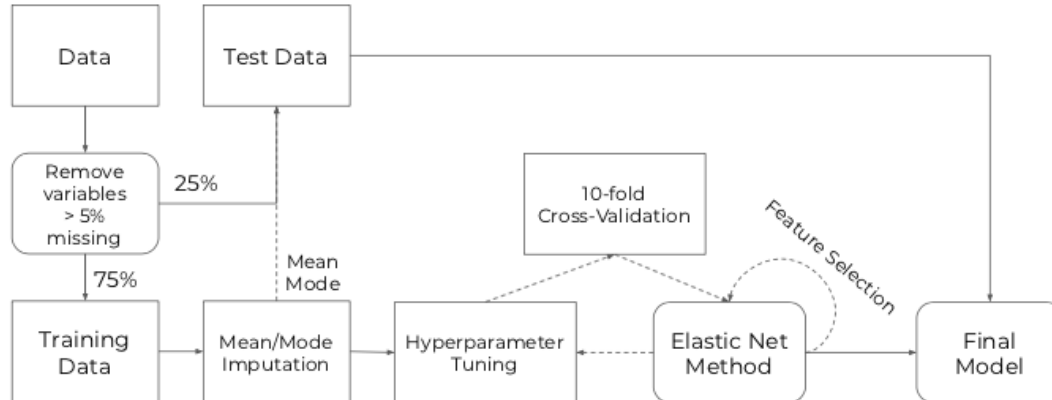 Data
Test Data
Remove
variables
> 5%
missing
25%
10-fold
Cross-Validation
Feature Selection
75%
Mean
Mode
Training
Data
Mean/Mode
Imputation
Hyperparameter
Tuning
Elastic Net
Method
Final
Model